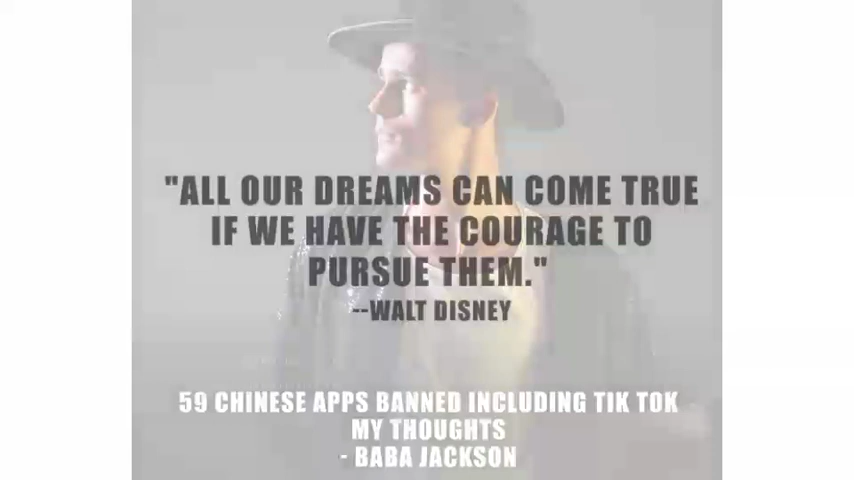 "ALL OUR DREAMS CAN COME TRUE
IF WE HAVE THE COURAGE TO
PURSUE THEM."
--WALT DISNEY
59 CHINESE APPS BANNED INCLUDING TIK TOK
MY THOUGHTS
- BABA JACKSON